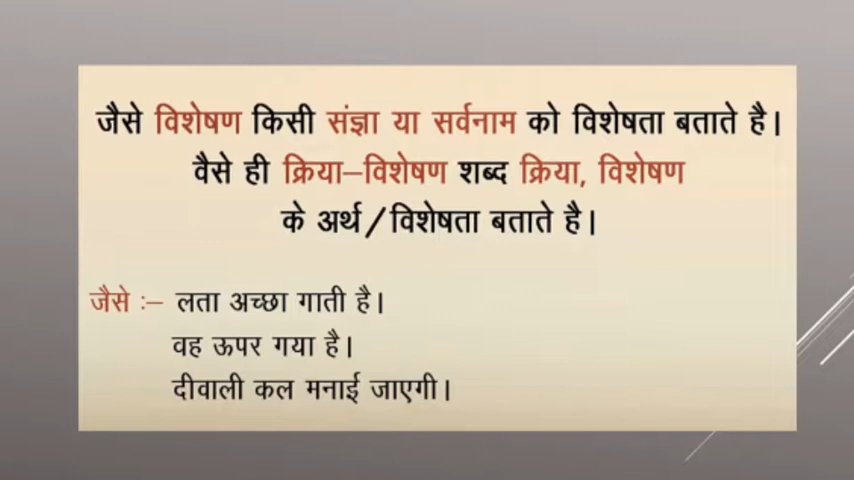 जैसे विशेषण किसी संज्ञा या सर्वनाम को विशेषता बताते है।
वैसे ही क्रिया–विशेषण शब्द क्रिया, विशेषण
के अर्थ/विशेषता बताते है।
जैसे :– लता अच्छा गाती है।
वह ऊपर गया है।
दीवाली कल मनाई जाएगी।